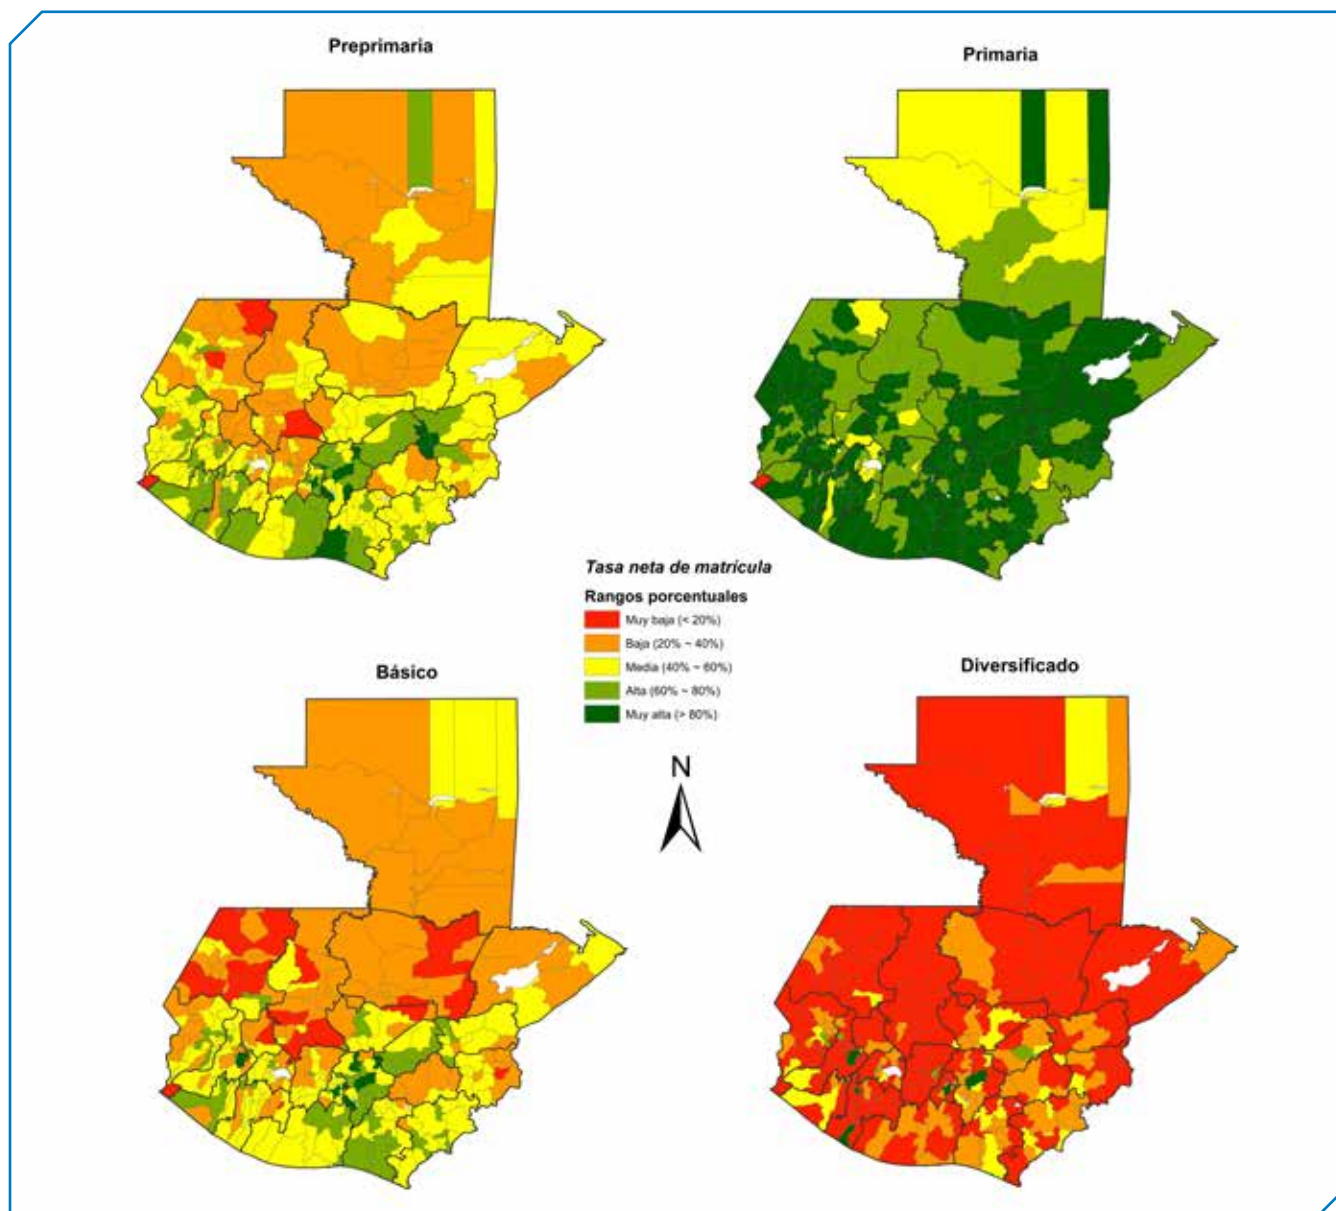 Preprimaria
Primaria
Tasa neta de matrícula
Rangos porcentuales
Muy baja (< 20%)
Baja (20% ~ 40%)
Media (40% ~ 60%)
Alta (60% ~ 80%)
Muy alta (> 80%)
Básico
Diversificado
N